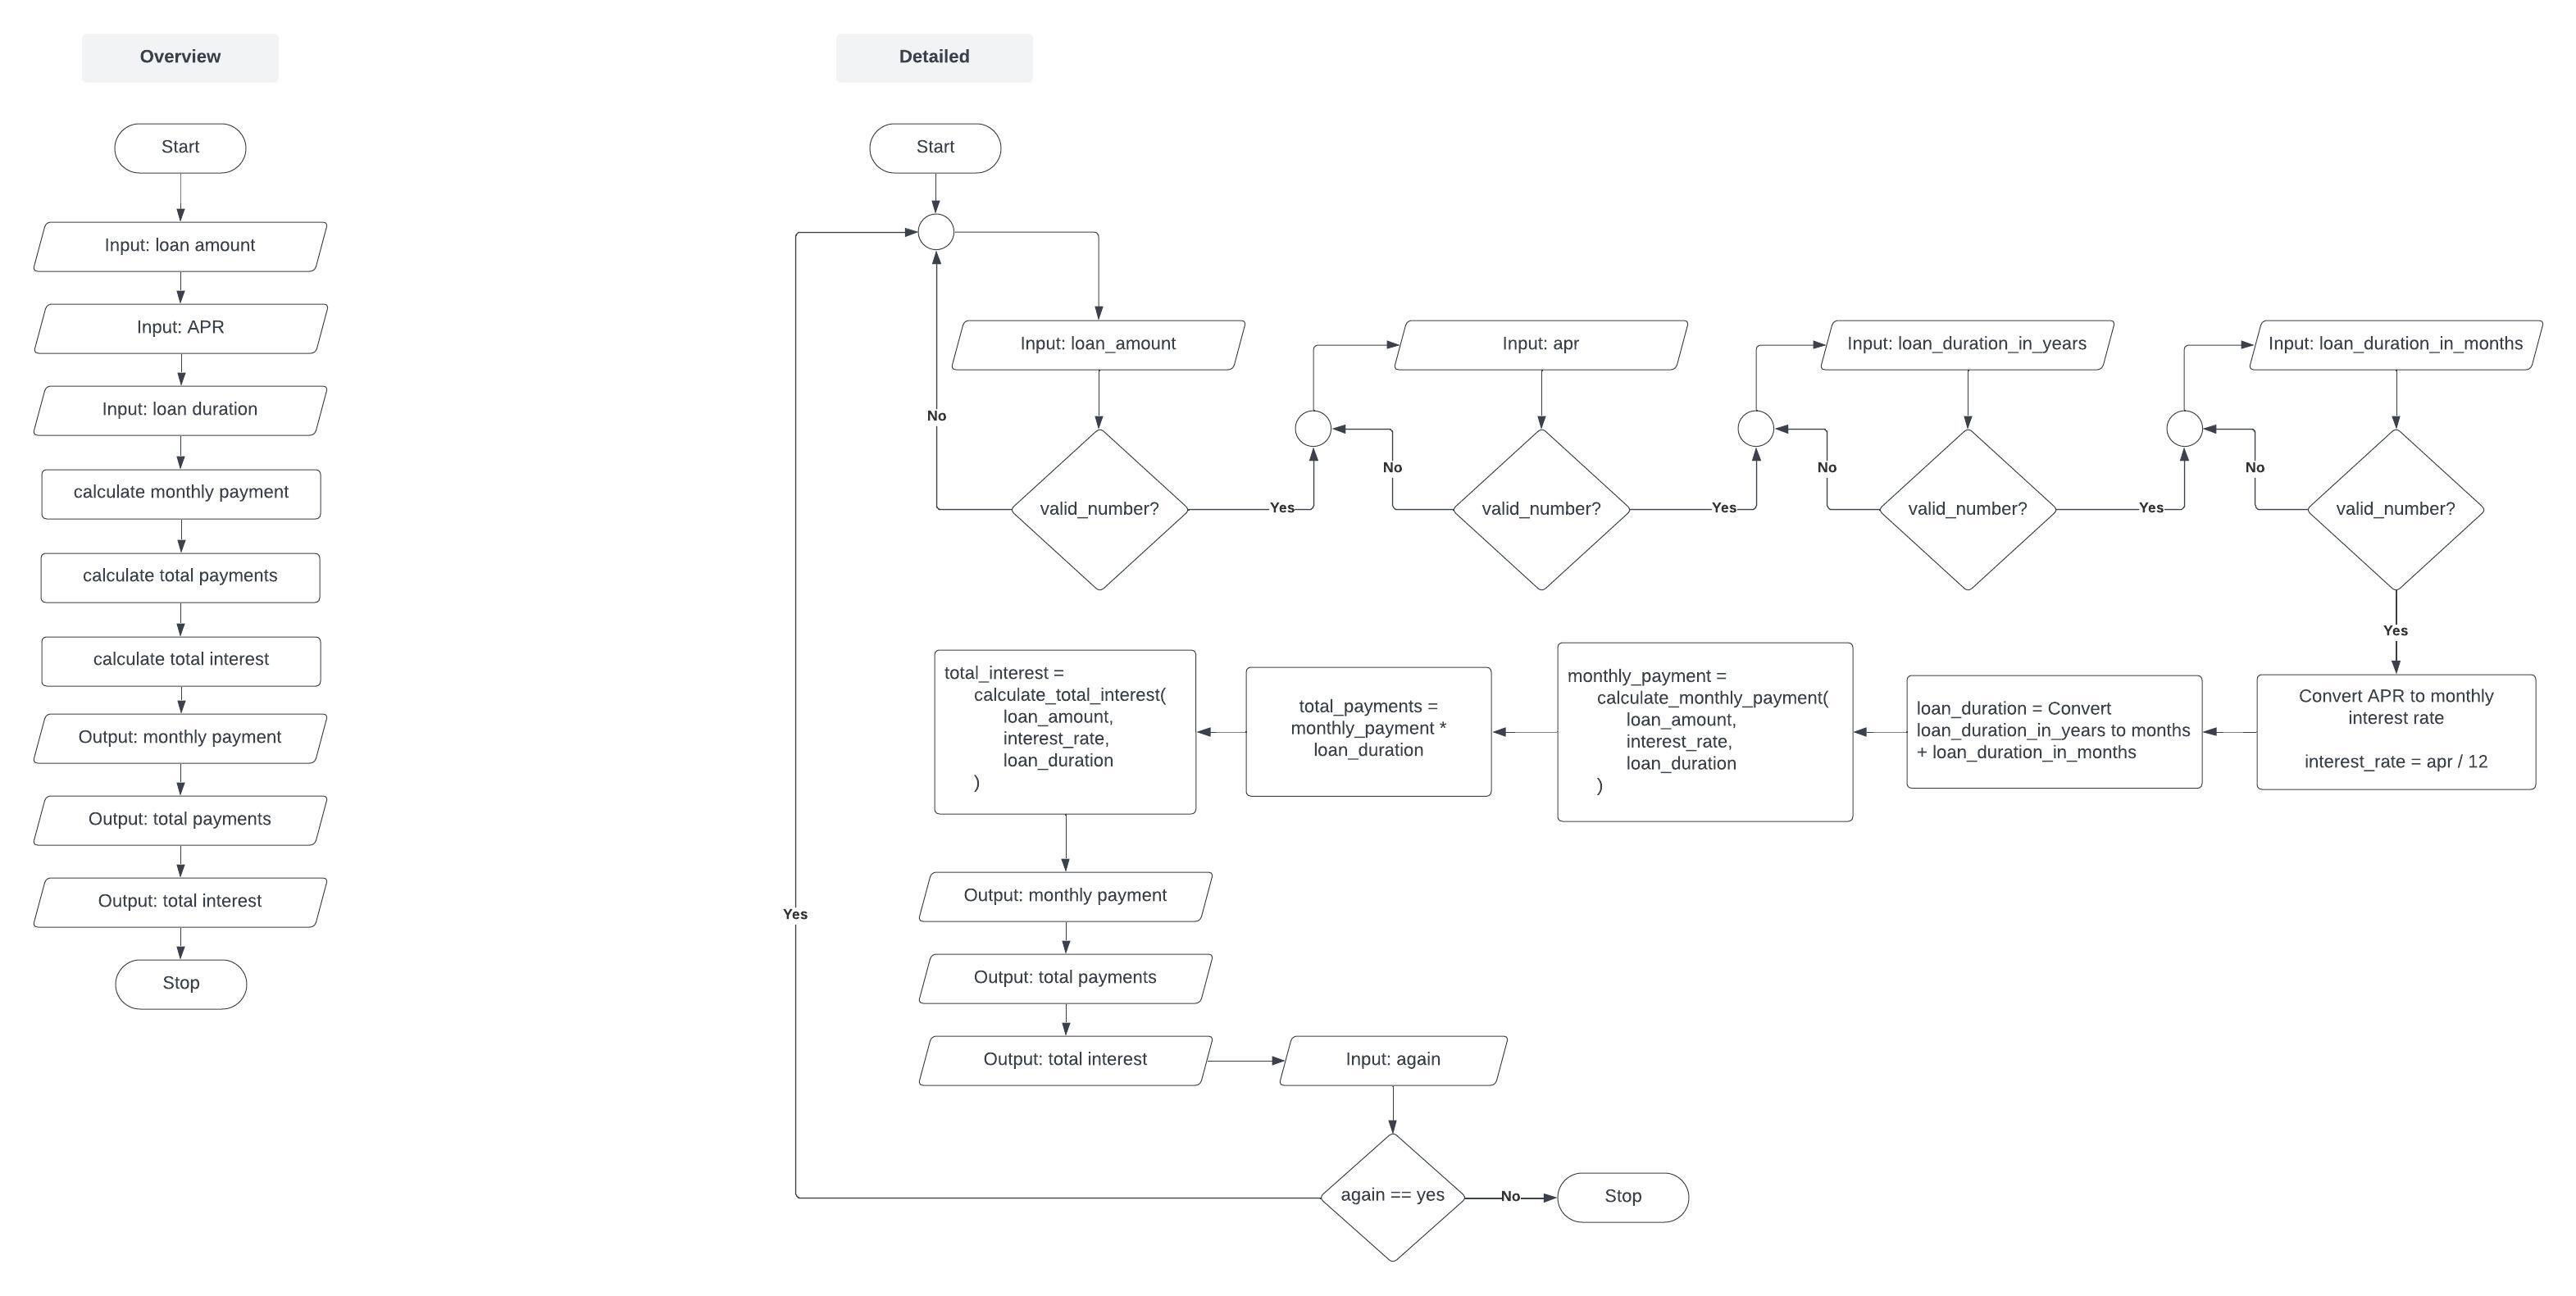 Overview
Start
Input: loan amount
Input: APR
Input: loan duration
calculate monthly payment
calculate total payments
calculate total interest
Output: monthly payment
Output: total payments
Output: total interest
Stop
Detailed
Start
Input: loan_amount
valid_number?
No
Yes
Input: apr
valid_number?
No
Yes
Input: loan_duration_in_years
valid_number?
No
Yes
Input: loan_duration_in_months
valid_number?
No
Yes
Convert APR to monthly
interest rate
interest_rate = apr / 12
loan_duration = Convert
loan_duration_in_years to months
+ loan_duration_in_months
monthly_payment =
calculate_monthly_payment(
loan_amount,
interest_rate,
loan_duration
)
total_payments =
monthly_payment *
loan_duration
total_interest =
calculate_total_interest(
loan_amount,
interest_rate,
loan_duration
)
Output: monthly payment
Output: total payments
Output: total interest
Input: again
again == yes
Yes
No
Stop